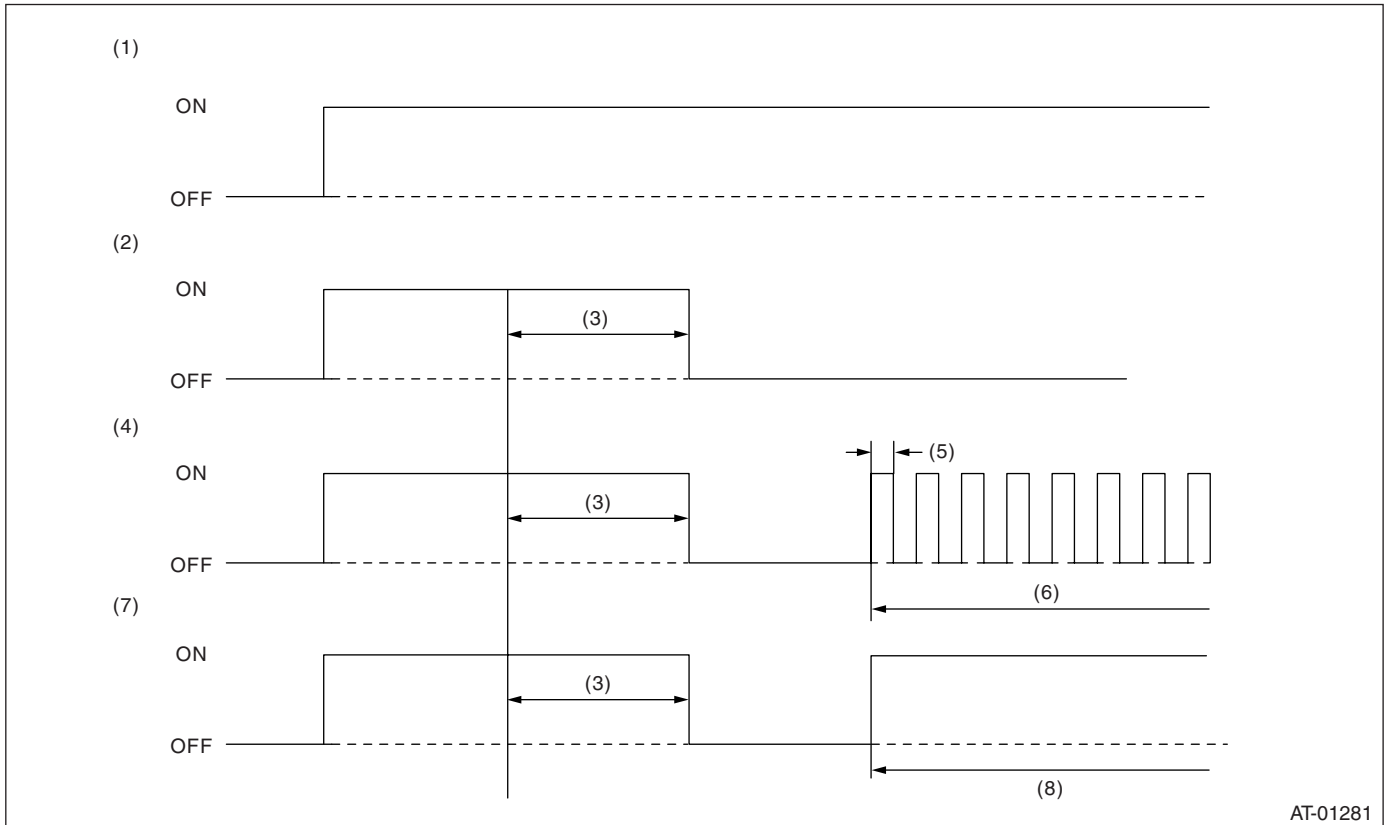 (1)
ON
OFF
(2)
ON
(3)
OFF
(4)
ON
(5)
(3)
OFF
(6)
(7)
ON
(3)
OFF
(8)
AT-01281